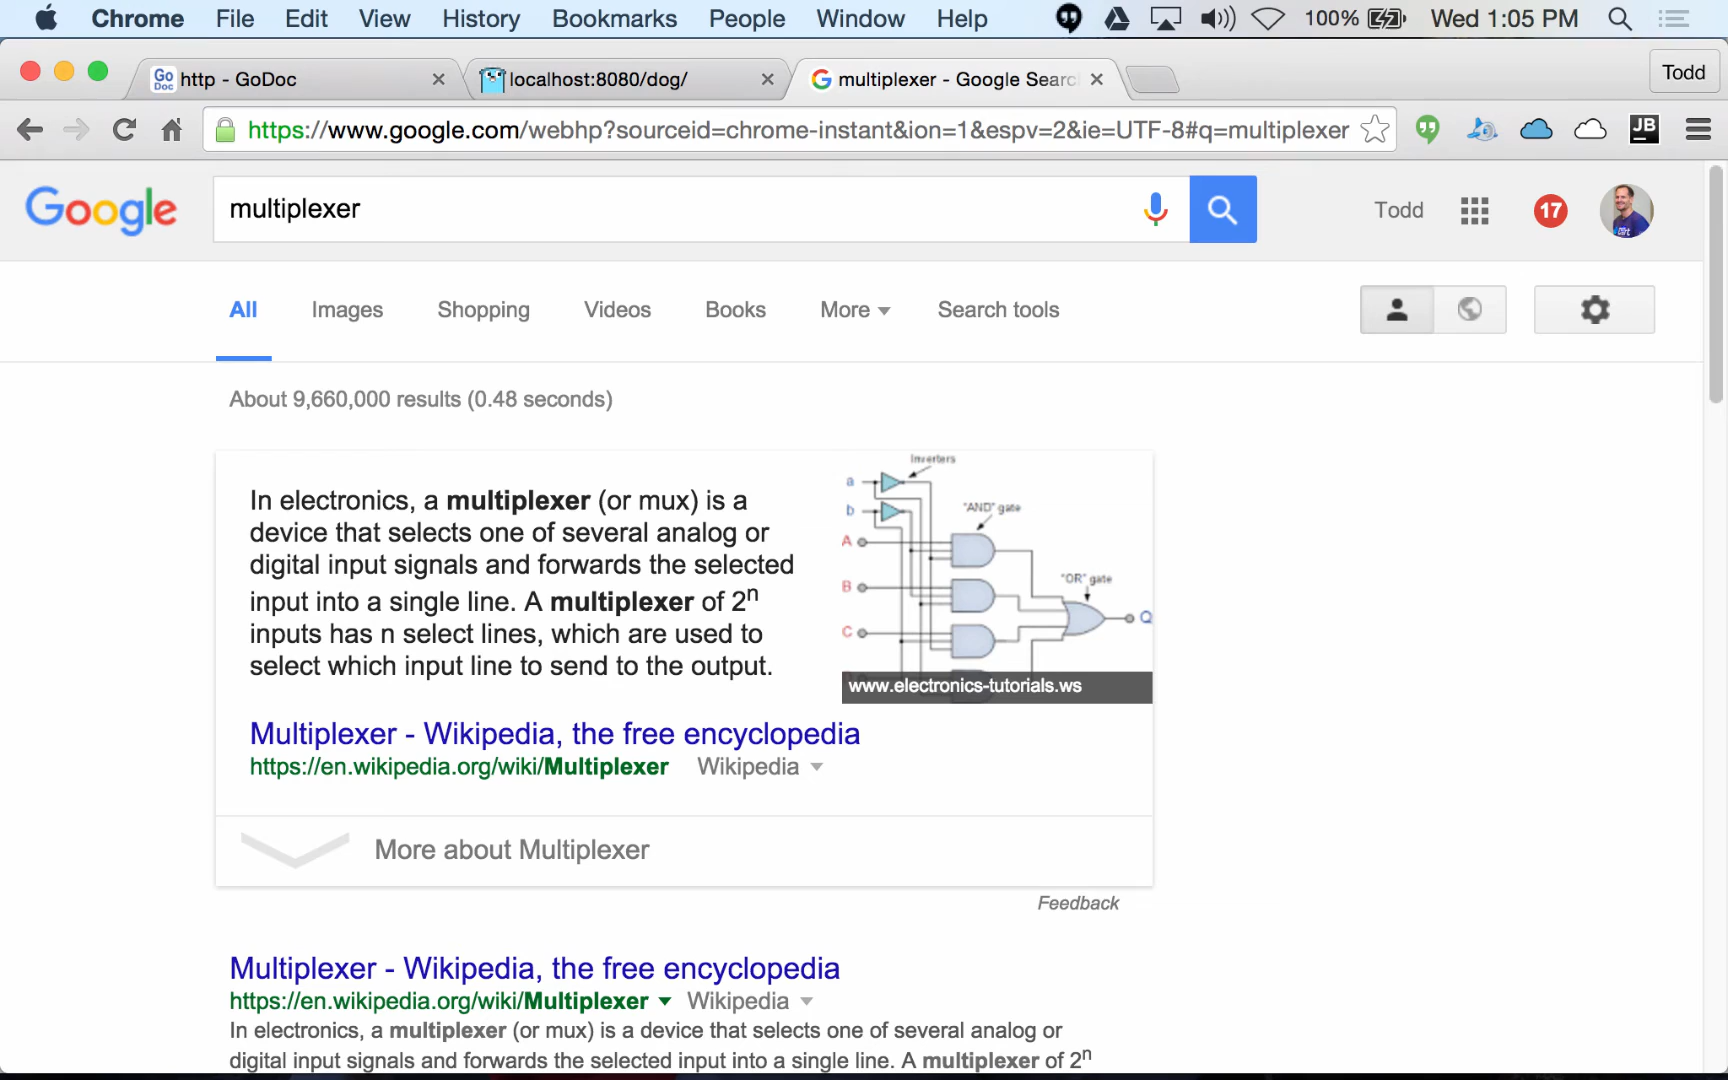 Chrome File Edit View History Bookmarks People Window Help 100% Wed 1:05 PM
Go Doc http - GoDoc localhost:8080/dog/ multiplexer - Google Searc Todd
https://www.google.com/webhp?sourceid=chrome-instant&ion=1&espv=2&ie=UTF-8#q=multiplexer JB
Google multiplexer Todd 17
All Images Shopping Videos Books More Search tools
About 9,660,000 results (0.48 seconds)
In electronics, a multiplexer (or mux) is a
device that selects one of several analog or
digital input signals and forwards the selected
input into a single line. A multiplexer of 2ⁿ
inputs has n select lines, which are used to
select which input line to send to the output.
Inverters
a
"AND" gate
b
A
"OR" gate
B
Q
C
www.electronics-tutorials.ws
Multiplexer - Wikipedia, the free encyclopedia
https://en.wikipedia.org/wiki/Multiplexer Wikipedia
More about Multiplexer
Feedback
Multiplexer - Wikipedia, the free encyclopedia
https://en.wikipedia.org/wiki/Multiplexer Wikipedia
In electronics, a multiplexer (or mux) is a device that selects one of several analog or
digital input signals and forwards the selected input into a single line. A multiplexer of 2ⁿ